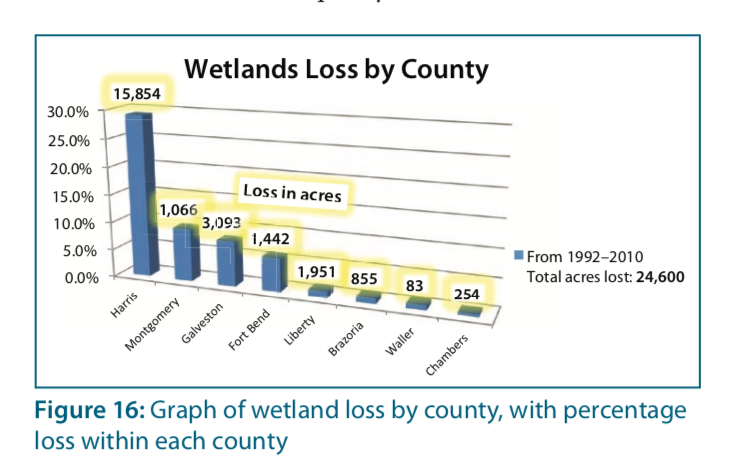 Wetlands Loss by County
15,854
30.0%
25.0%
20.0%
15.0%
10.0%
5.0%
0.0%
Loss in acres
1,066
3,093
1,442
1,951
855
83
254
Harris
Montgomery
Galveston
Fort Bend
Liberty
Brazoria
Waller
Chambers
From 1992–2010
Total acres lost: 24,600
Figure 16: Graph of wetland loss by county, with percentage
loss within each county